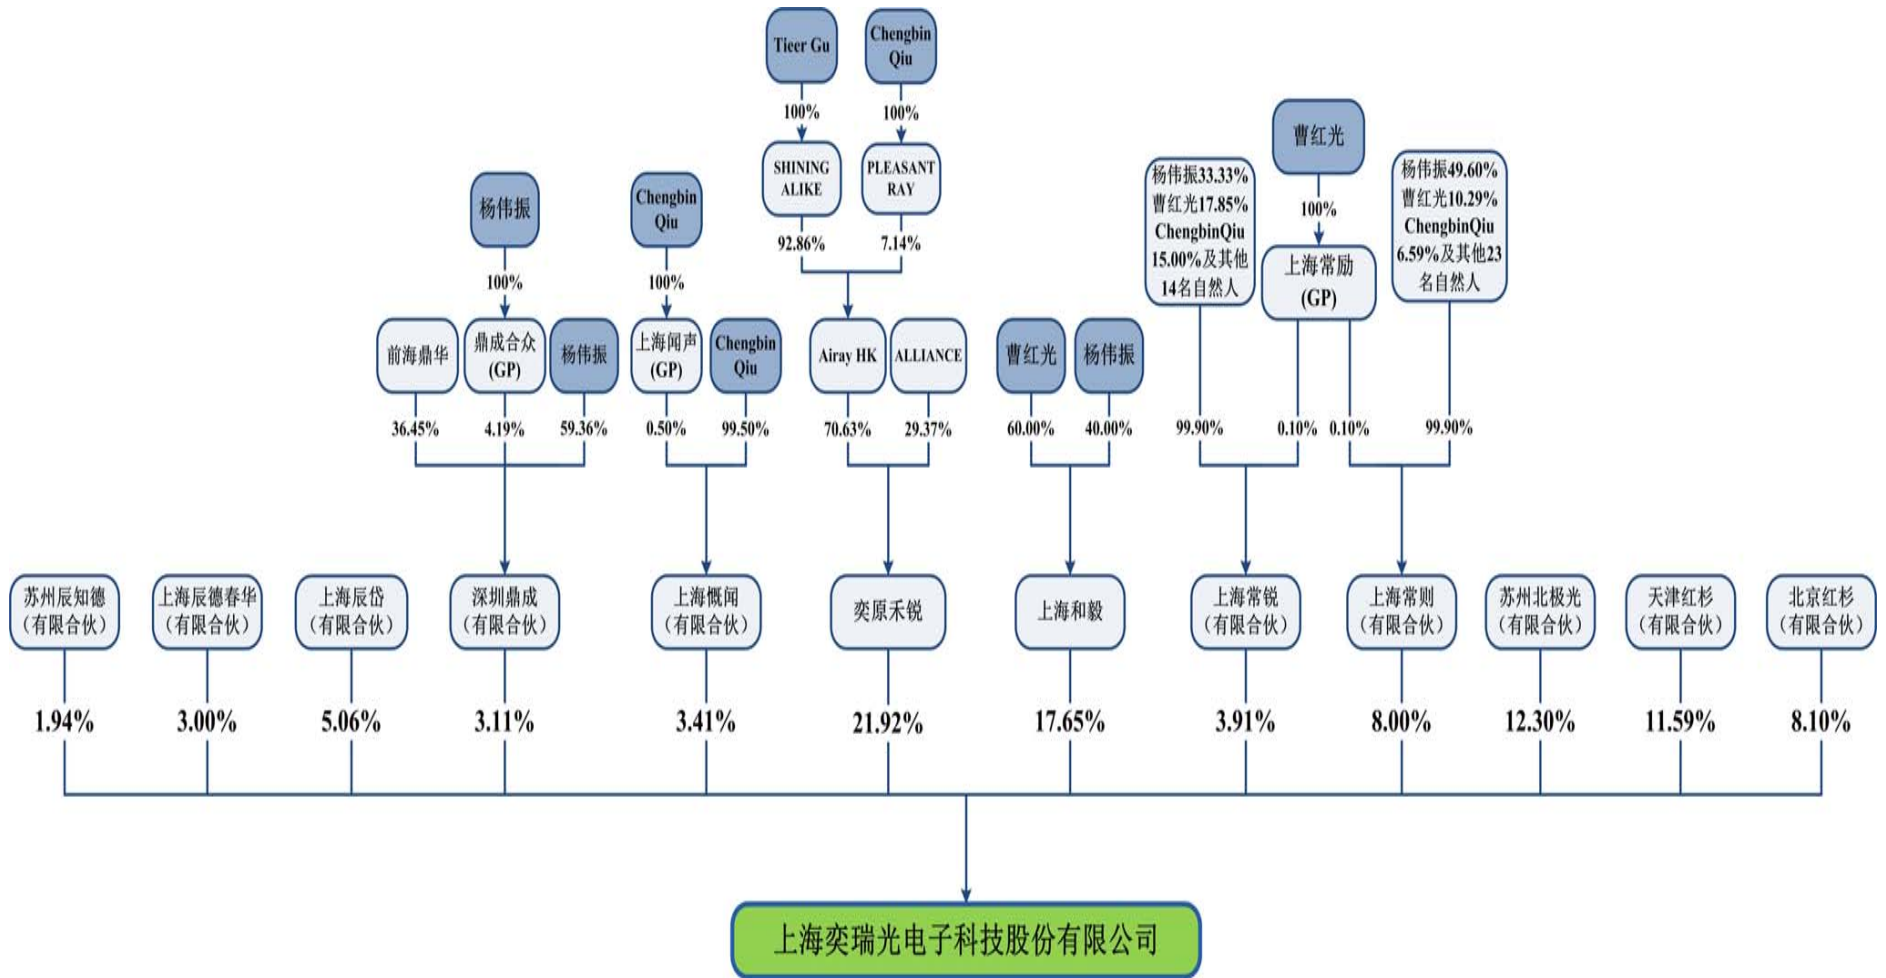 Tieer Gu
Chengbin
Qiu
100%
100%
曹红光
SHINING
ALIKE
PLEASANT
RAY
杨伟振33.33%
曹红光17.85%
ChengbinQiu
15.00%及其他
14名自然人
杨伟振49.60%
曹红光10.29%
ChengbinQiu
6.59%及其他23
名自然人
杨伟振
Chengbin
Qiu
100%
92.86%
7.14%
上海常励
(GP)
100%
100%
前海鼎华
鼎成合众
(GP)
杨伟振
上海闻声
(GP)
Chengbin
Qiu
Airay HK
ALLIANCE
曹红光
杨伟振
36.45%
4.19%
59.36%
0.50%
99.50%
70.63%
29.37%
60.00%
40.00%
99.90%
0.10%
0.10%
99.90%
苏州辰知德
（有限合伙）
上海辰德春华
（有限合伙）
上海辰岱
（有限合伙）
深圳鼎成
（有限合伙）
上海慨闻
（有限合伙）
奕原禾锐
上海和毅
上海常锐
（有限合伙）
上海常则
（有限合伙）
苏州北极光
（有限合伙）
天津红杉
（有限合伙）
北京红杉
（有限合伙）
1.94%
3.00%
5.06%
3.11%
3.41%
21.92%
17.65%
3.91%
8.00%
12.30%
11.59%
8.10%
上海奕瑞光电子科技股份有限公司